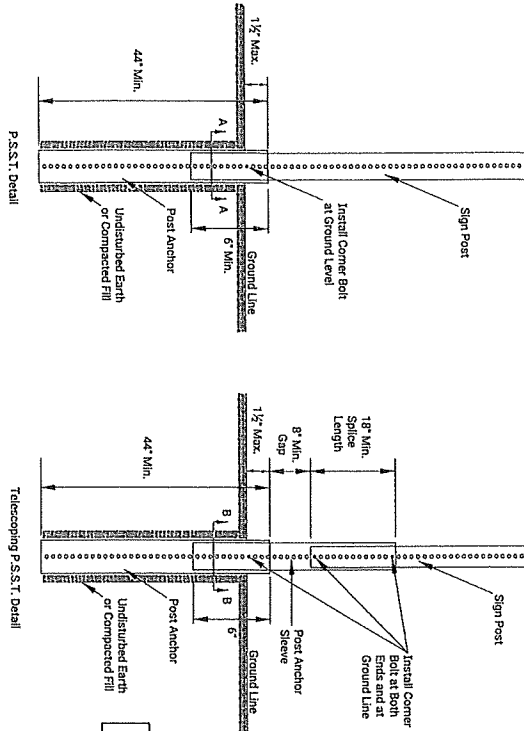 1½" Max.
44" Min.
A
A
Sign Post
Install Corner Bolt
at Ground Level
Ground Line
6" Min.
Post Anchor
Undisturbed Earth
or Compacted Fill
P.S.S.T. Detail
18" Min.
Splice
Length
8" Min.
Gap
1½" Max.
44" Min.
B
B
Sign Post
Install Corner
Bolt at Both
Ends and at
Ground Line
Post Anchor
Sleeve
Ground Line
6"
Post Anchor
Undisturbed Earth
or Compacted Fill
Telescoping P.S.S.T. Detail